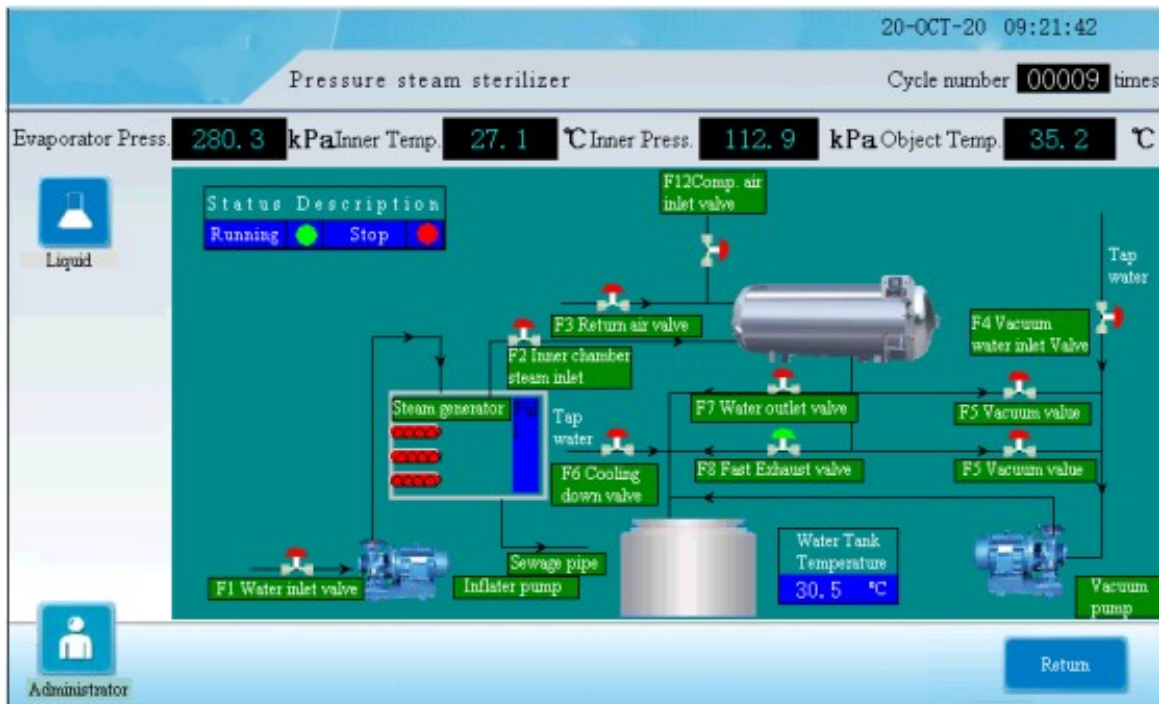 20-OCT-20 09:21:42
Pressure steam sterilizer
Cycle number 00009 times
Evaporator Press. 280.3 kPa Inner Temp. 27.1 ℃ Inner Press. 112.9 kPa Object Temp. 35.2 ℃
Liquid
Status Description
Running Stop
F12Comp. air
inlet valve
Tap
water
F3 Return air valve
F4 Vacuum
water inlet Valve
F2 Inner chamber
steam inlet
Steam generator
F7 Water outlet valve
F5 Vacuum value
Tap
water
F6 Cooling
down valve
F8 Fast Exhaust valve
F5 Vacuum value
Sewage pipe
F1 Water inlet valve
Inflater pump
Water Tank
Temperature
30.5 ℃
Vacuum
pump
Administrator
Return